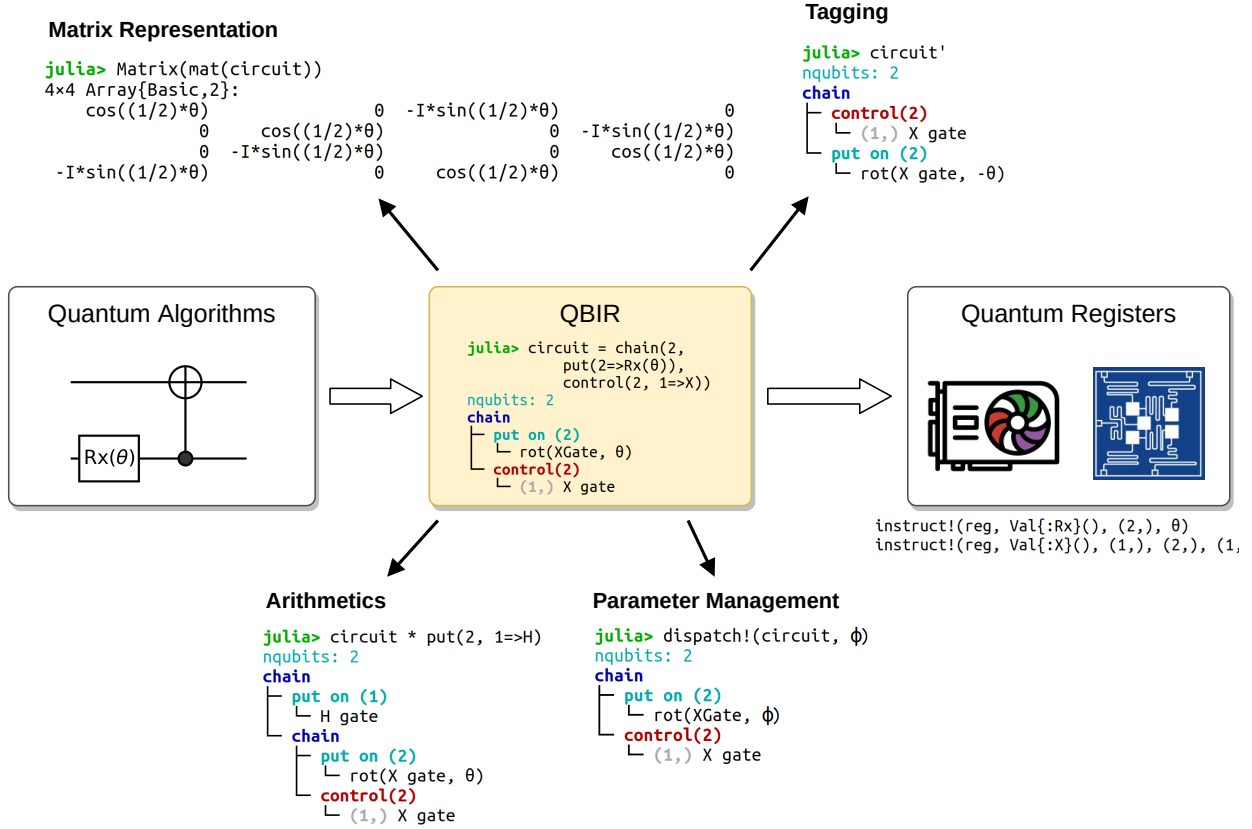 Matrix Representation
julia> Matrix(mat(circuit))
4×4 Array{Basic,2}:
cos((1/2)*θ) 0 -I*sin((1/2)*θ) 0
0 cos((1/2)*θ) 0 -I*sin((1/2)*θ)
0 -I*sin((1/2)*θ) 0 cos((1/2)*θ)
-I*sin((1/2)*θ) 0 cos((1/2)*θ) 0
Tagging
julia> circuit'
nqubits: 2
chain
├─ control(2)
│ └─ (1,) X gate
└─ put on (2)
└─ rot(X gate, -θ)
Quantum Algorithms
Rx(θ)
QBIR
julia> circuit = chain(2,
put(2=>Rx(θ)),
control(2, 1=>X))
nqubits: 2
chain
├─ put on (2)
│ └─ rot(XGate, θ)
└─ control(2)
└─ (1,) X gate
Quantum Registers
instruct!(reg, Val{:Rx}(), (2,), θ)
instruct!(reg, Val{:X}(), (1,), (2,), (1,
Arithmetics
julia> circuit * put(2, 1=>H)
nqubits: 2
chain
├─ put on (1)
│ └─ H gate
└─ chain
├─ put on (2)
│ └─ rot(X gate, θ)
└─ control(2)
└─ (1,) X gate
Parameter Management
julia> dispatch!(circuit, ϕ)
nqubits: 2
chain
├─ put on (2)
│ └─ rot(XGate, ϕ)
└─ control(2)
└─ (1,) X gate